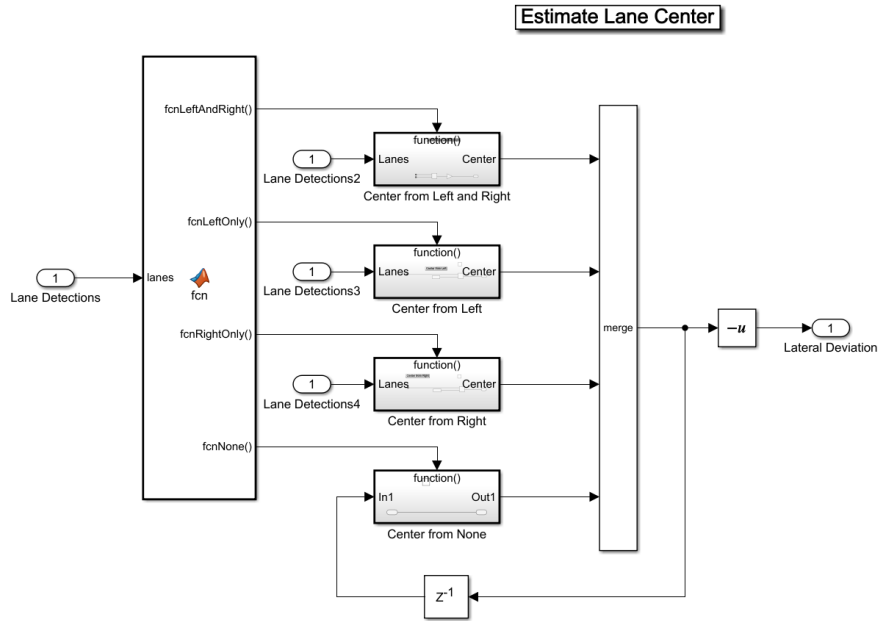 Estimate Lane Center
fcnLeftAndRight()
function()
1
Lanes
Center
Lane Detections2
Center from Left and Right
fcnLeftOnly()
function()
1
Lanes
Center
Lane Detections3
Center from Left
1
lanes
fcn
Lane Detections
fcnRightOnly()
function()
1
Lanes
Center
Lane Detections4
Center from Right
merge
-u
1
Lateral Deviation
fcnNone()
function()
In1
Out1
Center from None
z-1